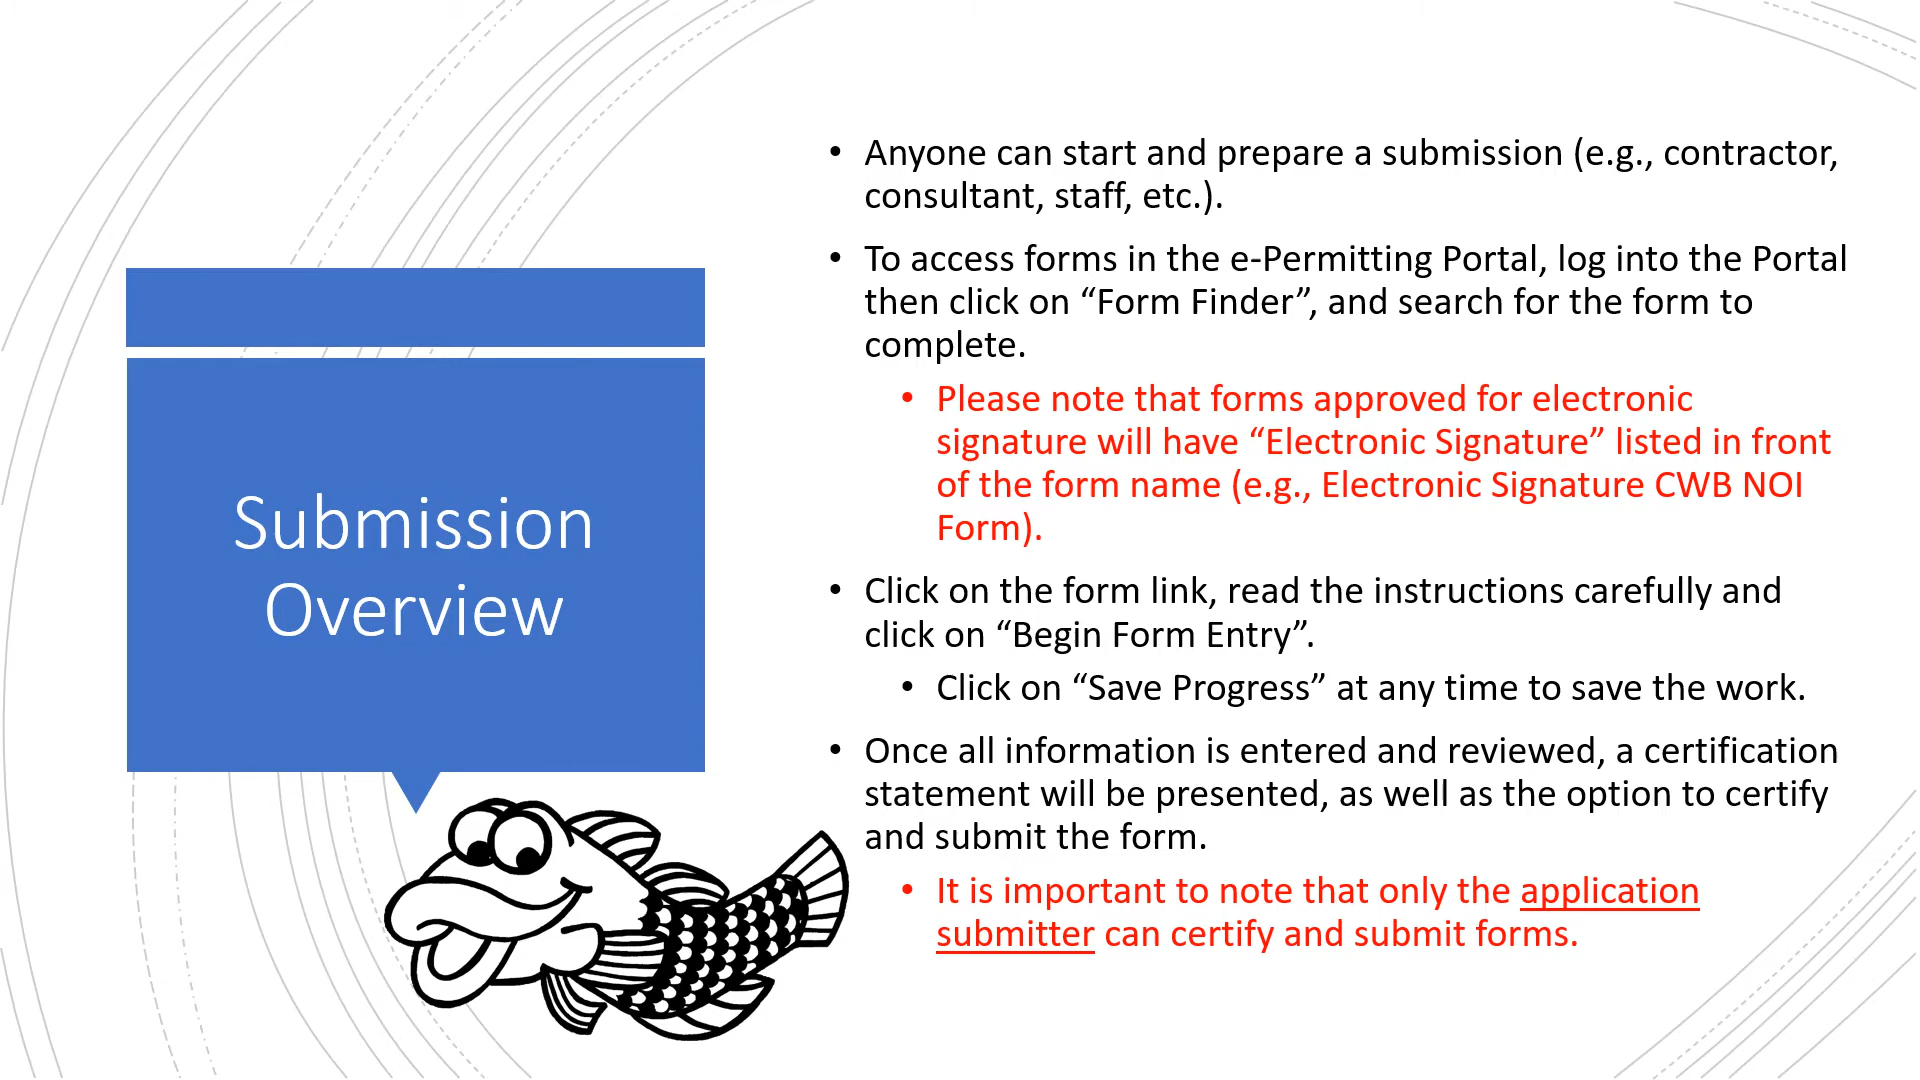 Submission
Overview
• Anyone can start and prepare a submission (e.g., contractor,
consultant, staff, etc.).
• To access forms in the e-Permitting Portal, log into the Portal
then click on “Form Finder”, and search for the form to
complete.
• Please note that forms approved for electronic
signature will have “Electronic Signature” listed in front
of the form name (e.g., Electronic Signature CWB NOI
Form).
• Click on the form link, read the instructions carefully and
click on “Begin Form Entry”.
• Click on “Save Progress” at any time to save the work.
• Once all information is entered and reviewed, a certification
statement will be presented, as well as the option to certify
and submit the form.
• It is important to note that only the application
submitter can certify and submit forms.